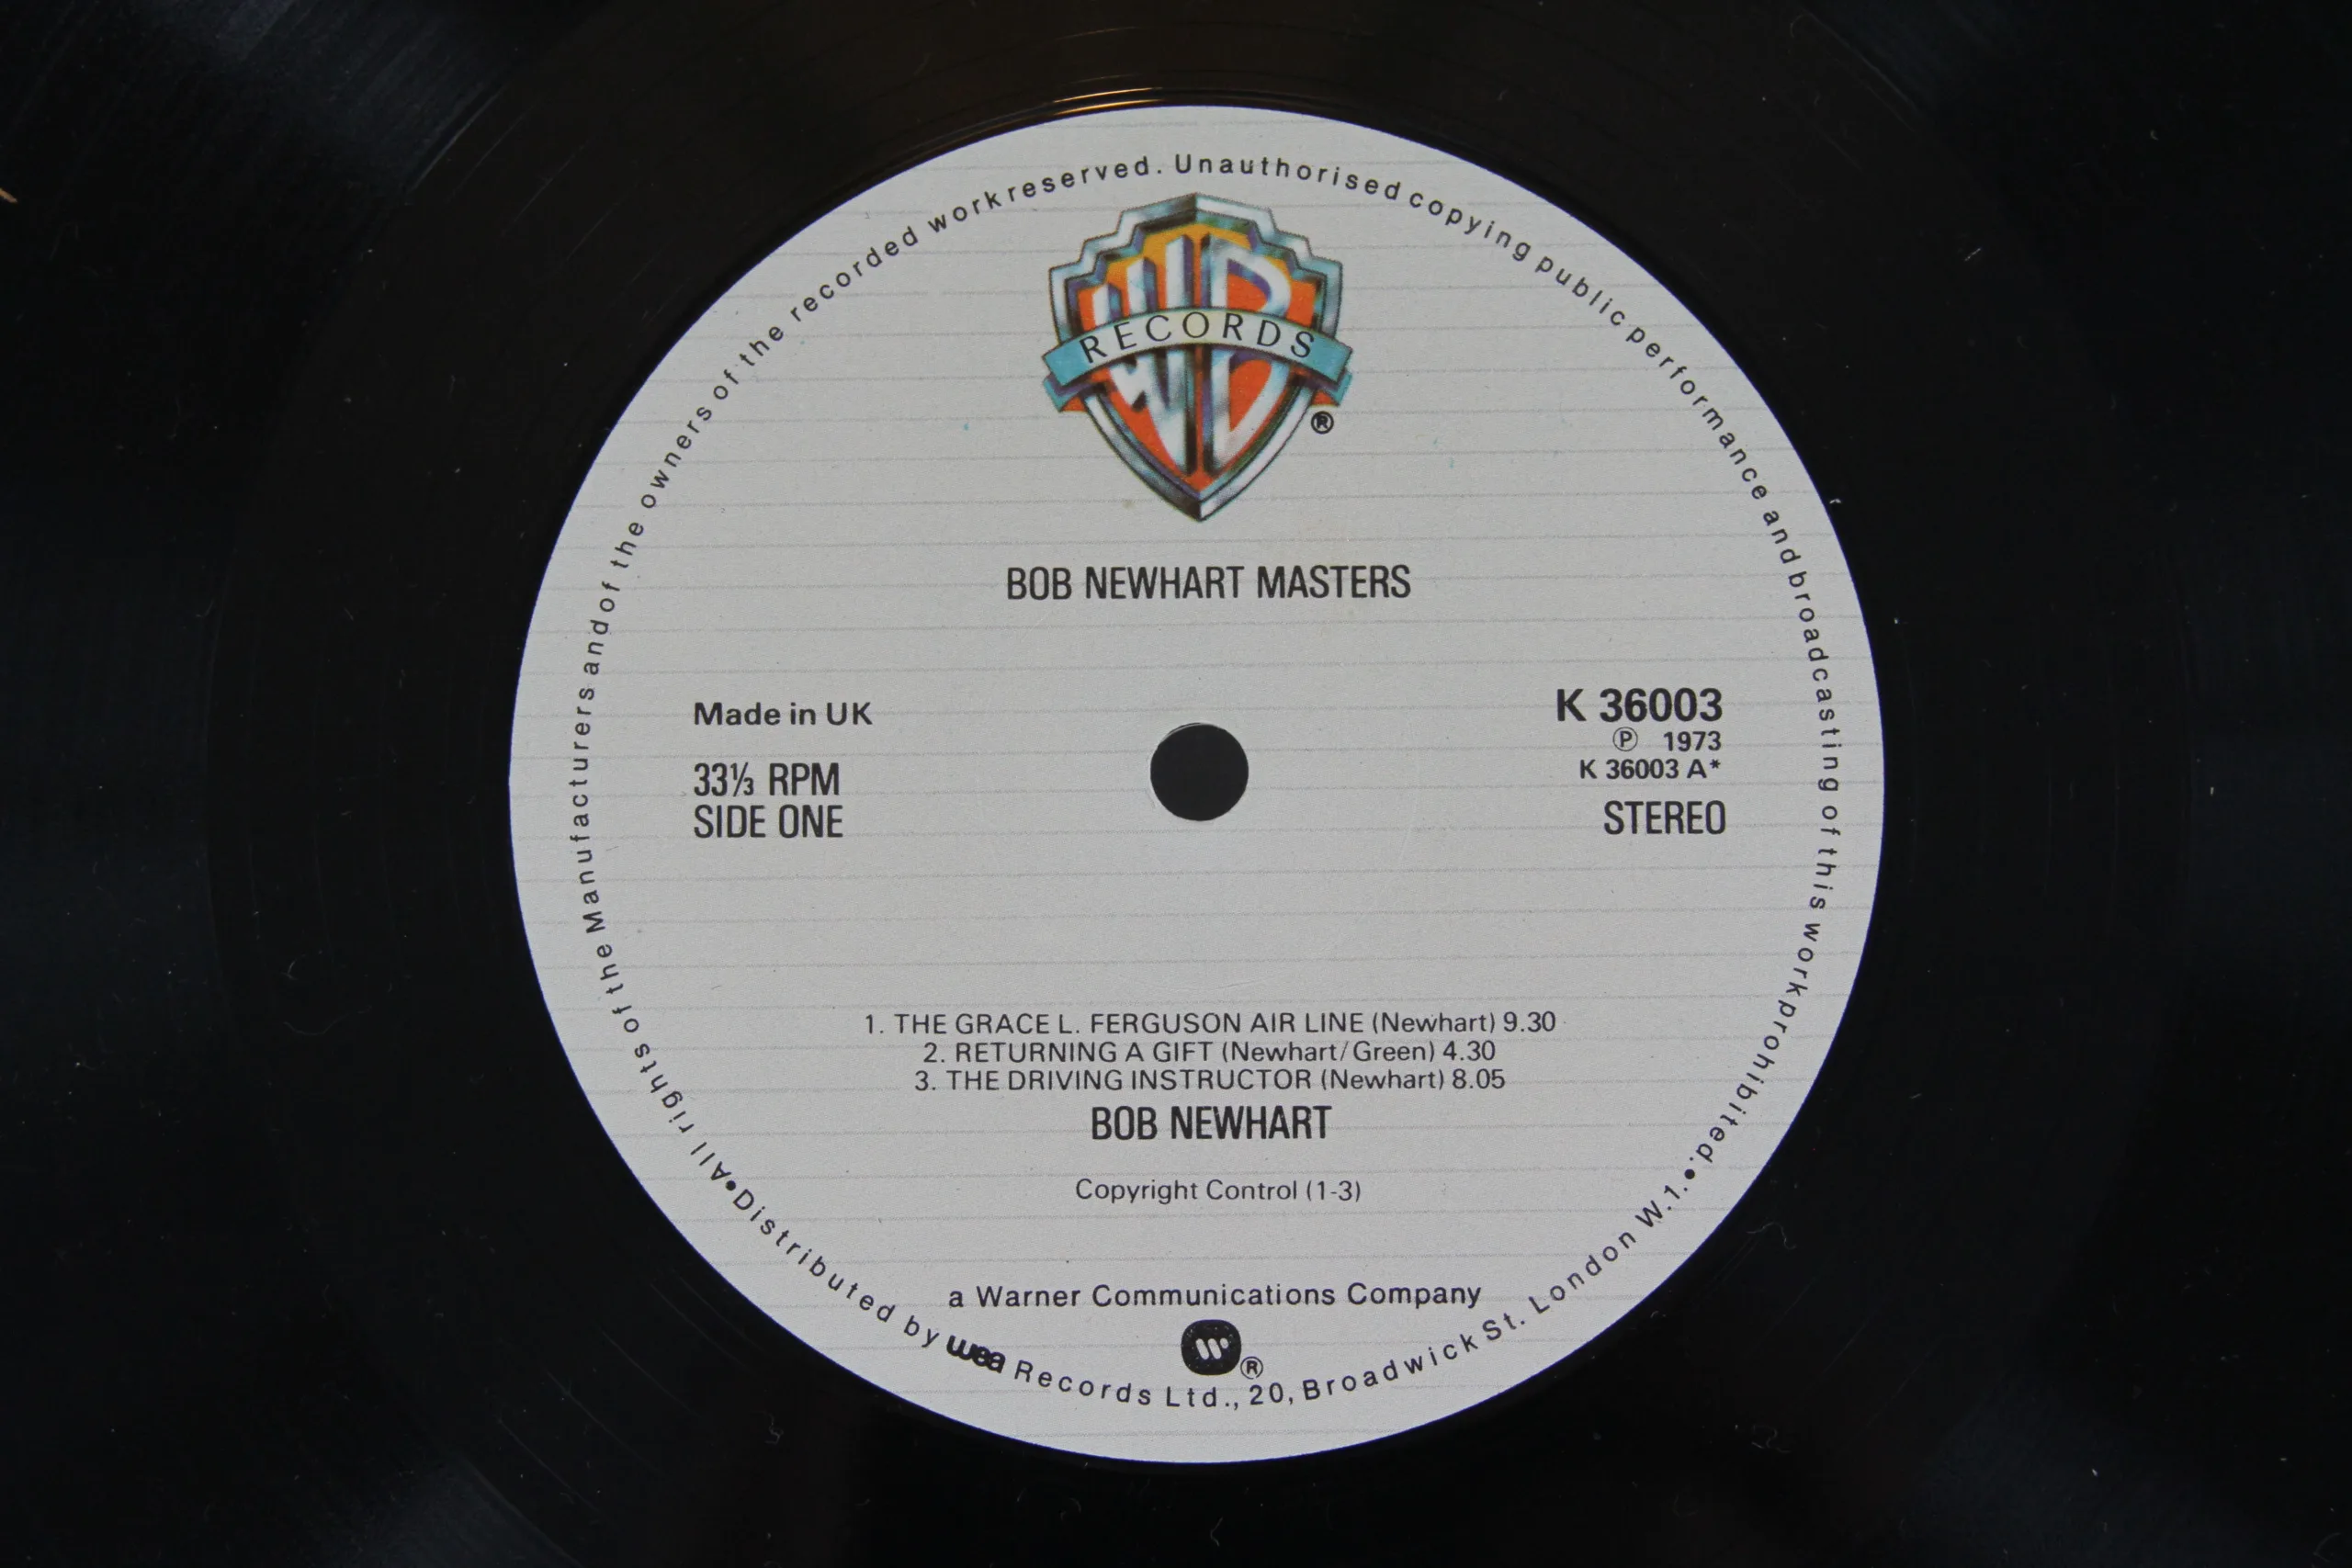 All rights of the Manufacturers and of the owners of the recorded work reserved. Unauthorised copying public performance and broadcasting of this work prohibited.
WB
RECORDS
®
BOB NEWHART MASTERS
Made in UK
33⅓ RPM
SIDE ONE
K 36003
℗ 1973
K 36003 A*
STEREO
1. THE GRACE L. FERGUSON AIR LINE (Newhart) 9.30
2. RETURNING A GIFT (Newhart/Green) 4.30
3. THE DRIVING INSTRUCTOR (Newhart) 8.05
BOB NEWHART
Copyright Control (1-3)
a Warner Communications Company
®
•Distributed by wea Records Ltd., 20, Broadwick St. London W.1.•